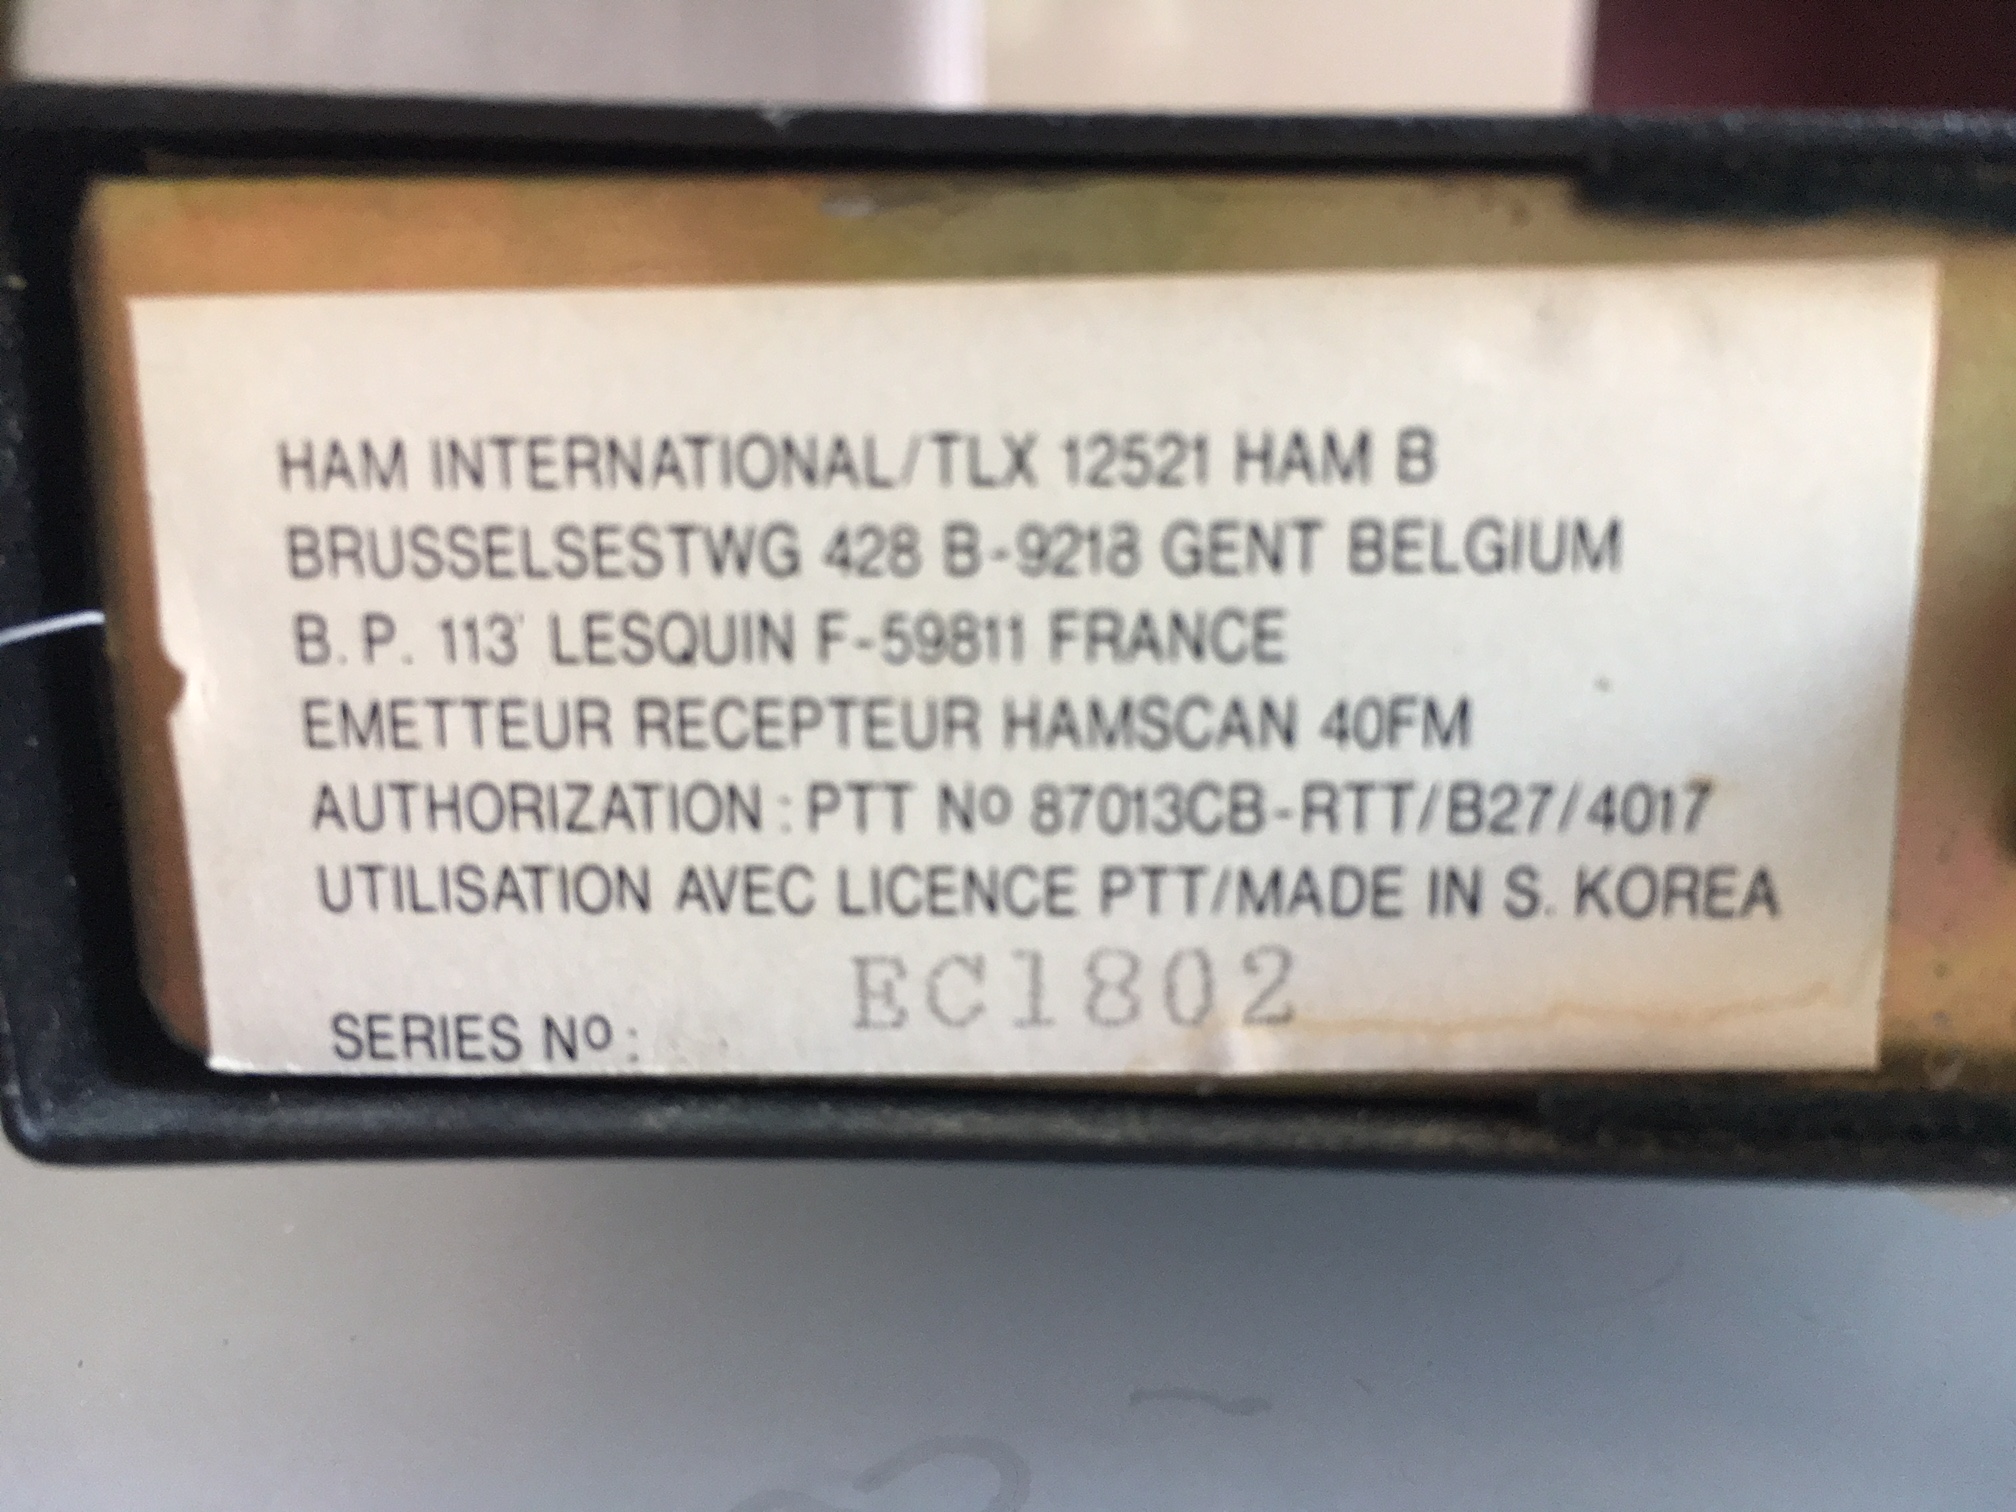 HAM INTERNATIONAL/TLX 12521 HAM B
BRUSSELSESTWG 428 B-9218 GENT BELGIUM
B. P. 113' LESQUIN F-59811 FRANCE
EMETTEUR RECEPTEUR HAMSCAN 40FM
AUTHORIZATION : PTT No 87013CB-RTT/B27/4017
UTILISATION AVEC LICENCE PTT/MADE IN S. KOREA
EC1802
SERIES No :